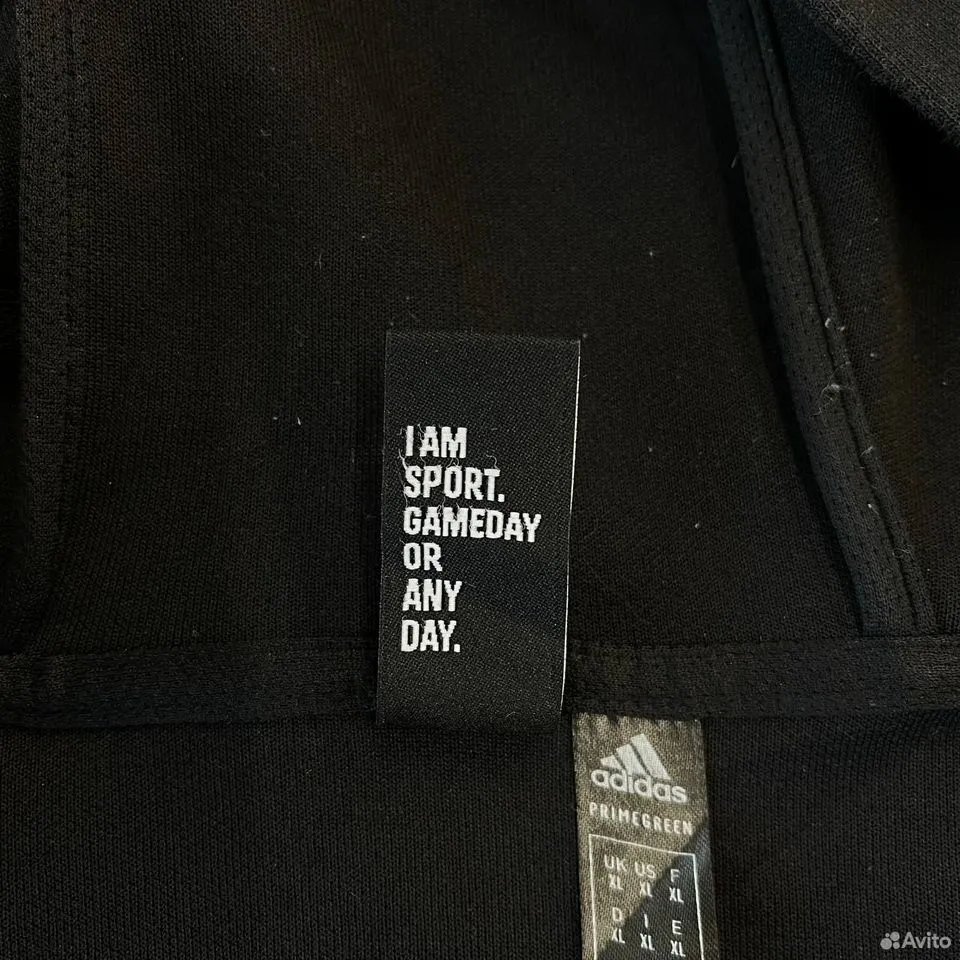 I AM
SPORT.
GAMEDAY
OR
ANY
DAY.
adidas
PRIMEGREEN
UK US F
XL XL XL
D I E
XL XL XL
Avito